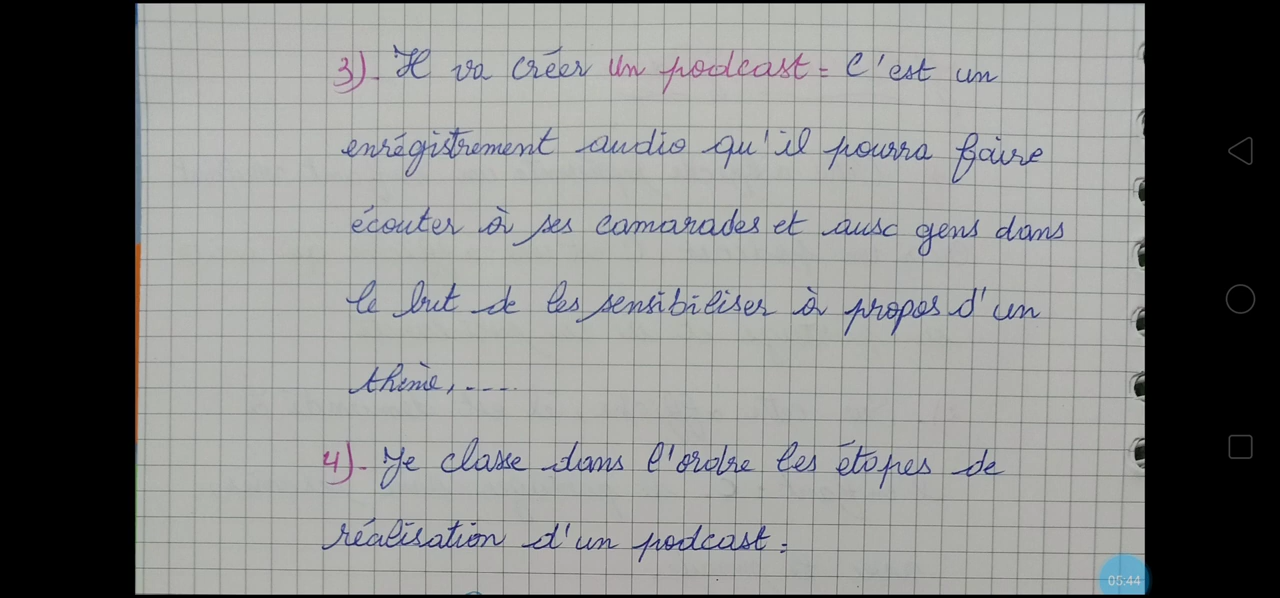 3)- Il va créer un podcast = C'est un
enrégistrement audio qu'il pourra faire
écouter à ses camarades et aux gens dans
le but de les sensibiliser à propos d'un
thème, ....
4)- Je classe dans l'ordre les étapes de
réalisation d'un podcast :
05:44